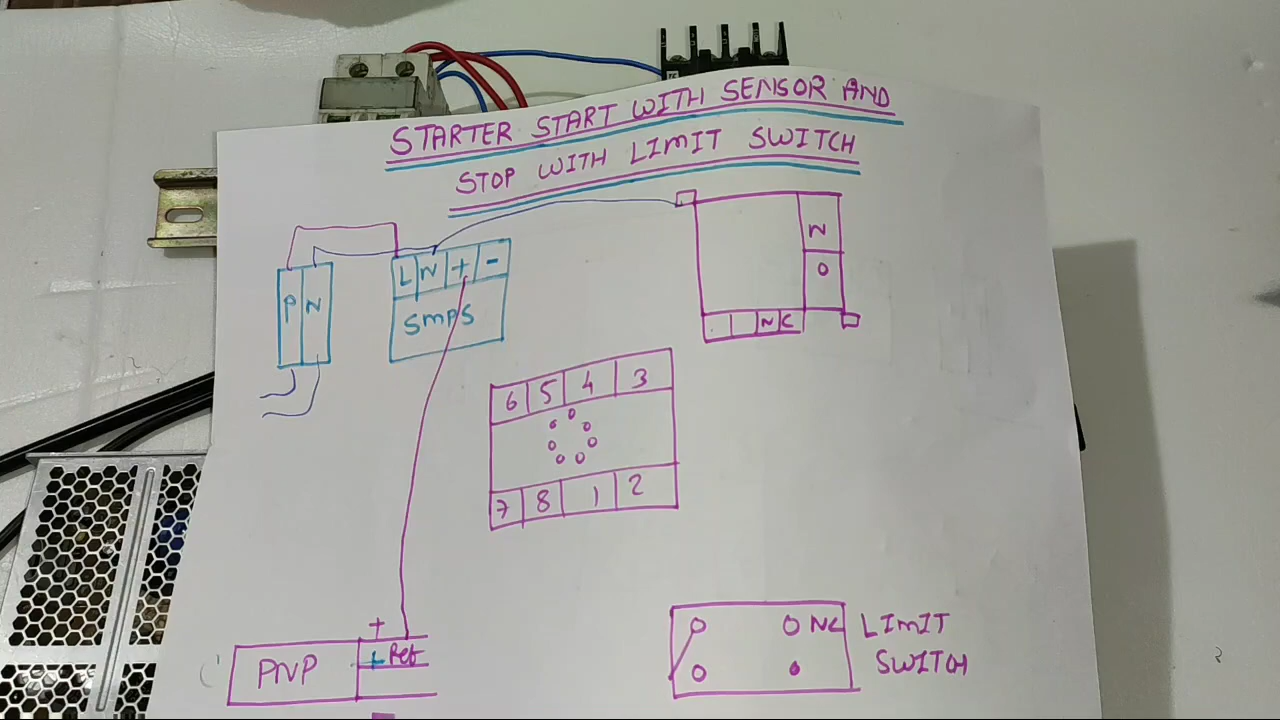 STARTER START WITH SENSOR AND
STOP WITH LIMIT SWITCH
P N
L N + -
SMPS
N
O
NC
6 5 4 3
7 8 1 2
+
PNP
NC
LIMIT
SWITCH